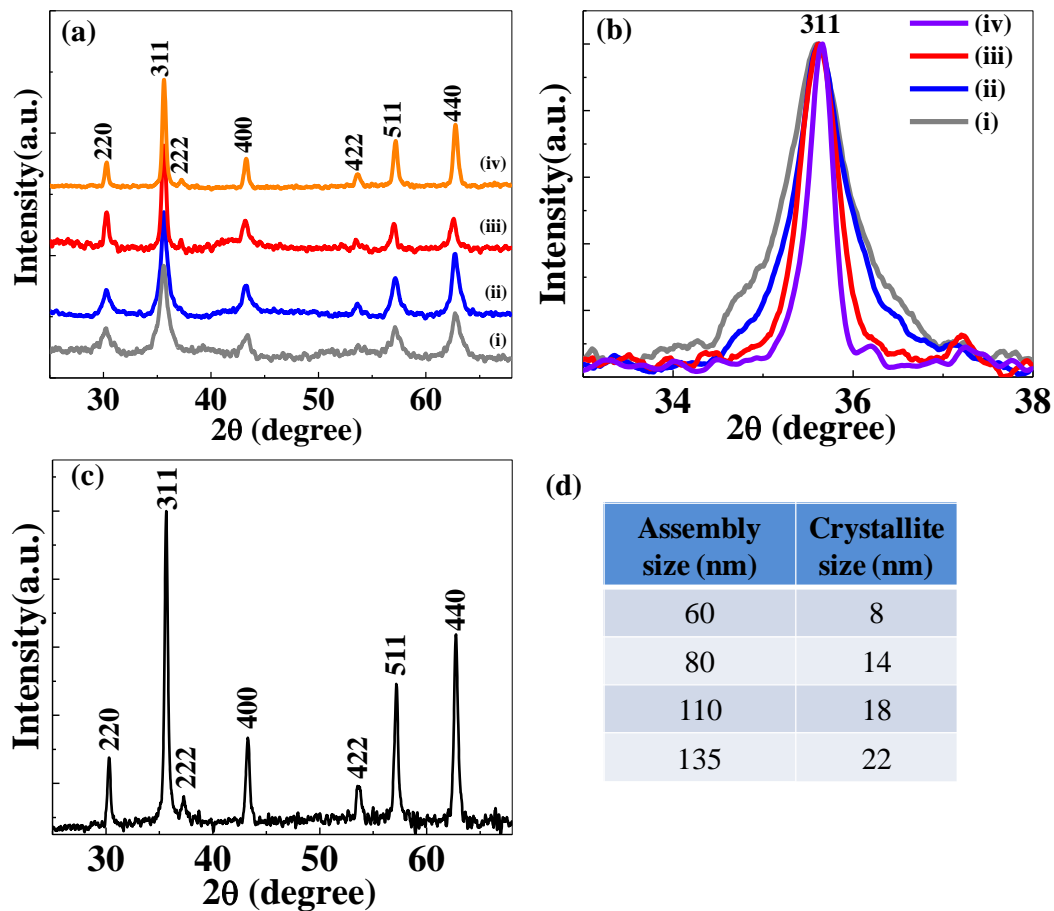 (a)
220
311
222
400
422
511
440
(iv)
(iii)
(ii)
(i)
Intensity(a.u.)
30 40 50 60
2θ (degree)
(b)
311
(iv)
(iii)
(ii)
(i)
Intensity(a.u.)
34 36 38
2θ (degree)
(c)
220
311
222
400
422
511
440
Intensity(a.u.)
30 40 50 60
2θ (degree)
(d)
Assembly size (nm) Crystallite size (nm)
60 8
80 14
110 18
135 22